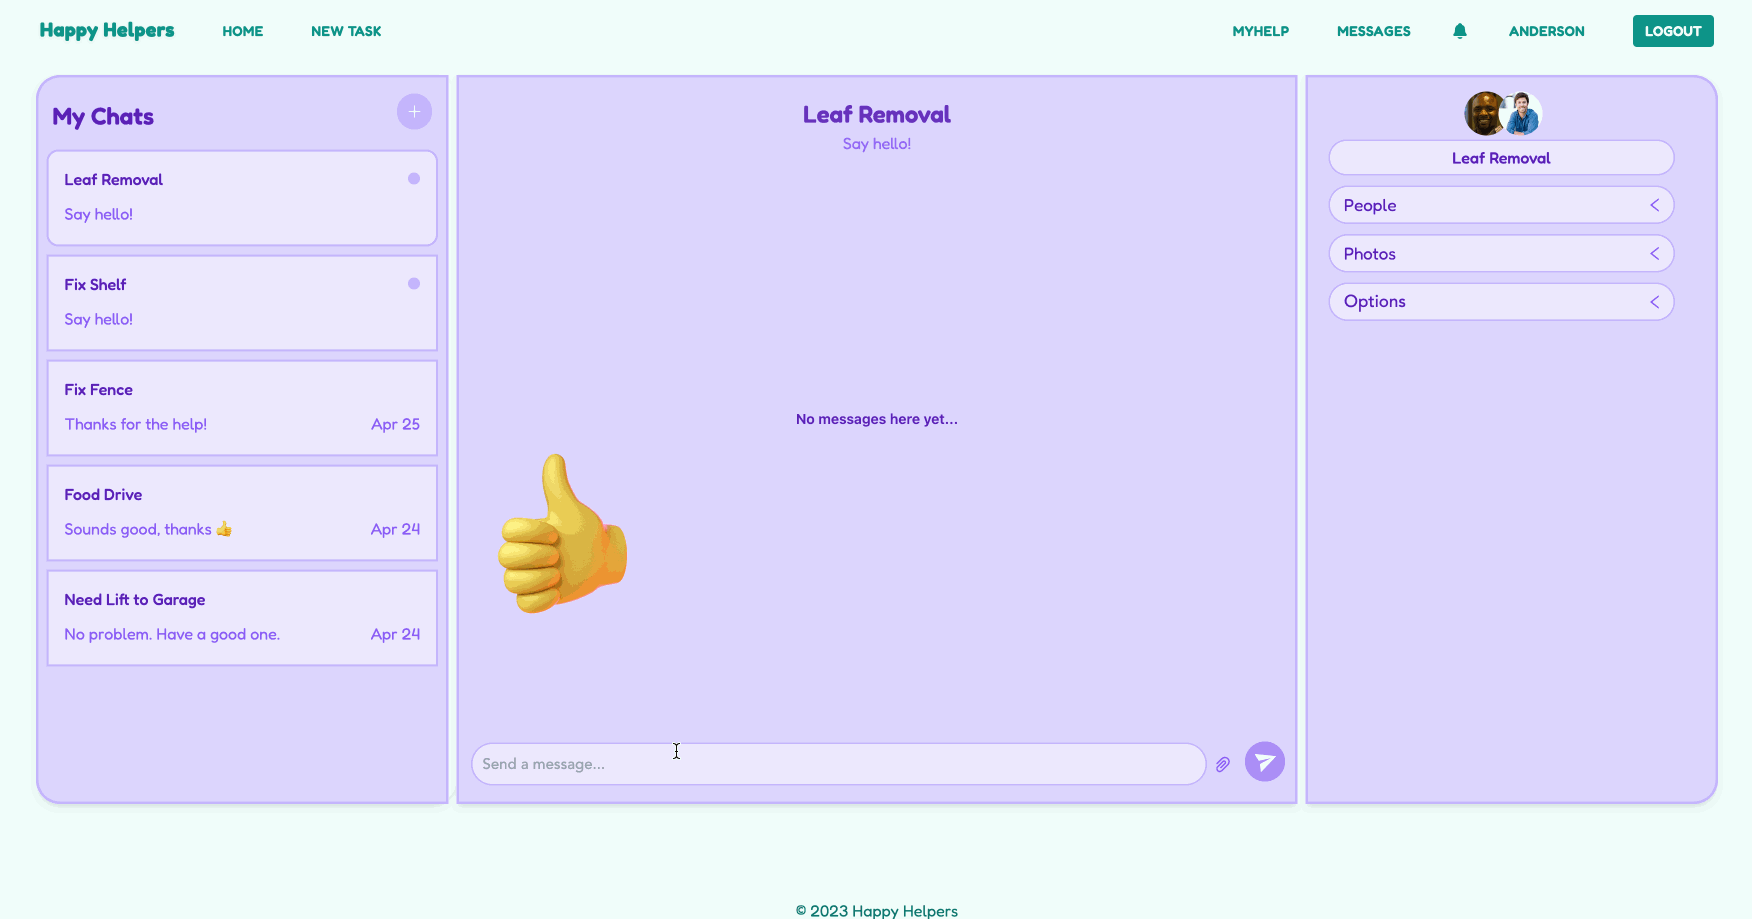 Happy Helpers HOME NEW TASK MYHELP MESSAGES ANDERSON LOGOUT
My Chats
Leaf Removal
Say hello!
Fix Shelf
Say hello!
Fix Fence
Thanks for the help! Apr 25
Food Drive
Sounds good, thanks 👍 Apr 24
Need Lift to Garage
No problem. Have a good one. Apr 24
Leaf Removal
Say hello!
No messages here yet...
Send a message...
Leaf Removal
People
Photos
Options
© 2023 Happy Helpers